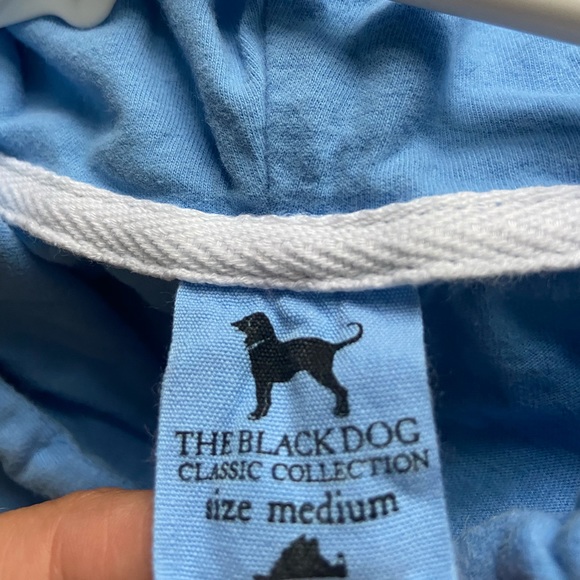 THE BLACK DOG
CLASSIC COLLECTION
size medium